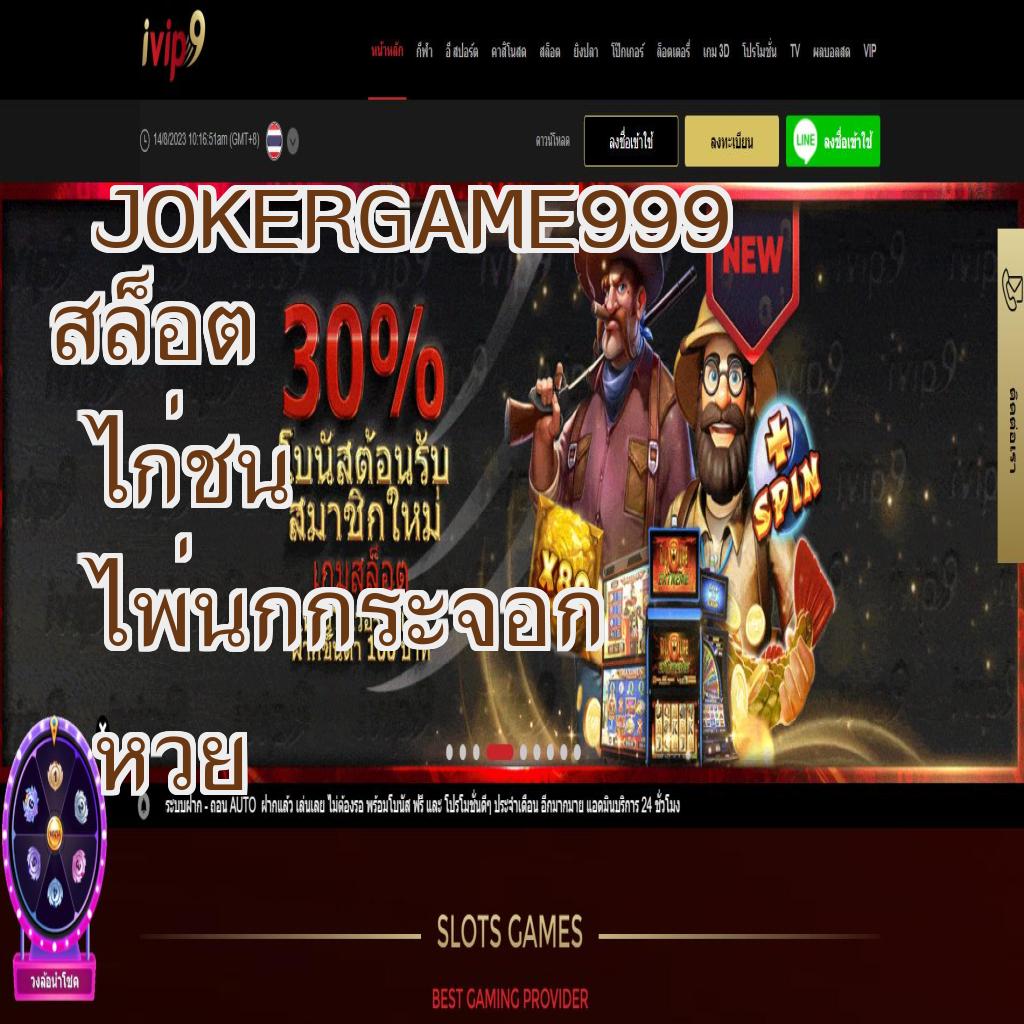 ivip9
หน้าหลัก กีฬา อีสปอร์ต คาสิโนสด สล็อต ยิงปลา โป๊กเกอร์ ล็อตเตอรี่ เกม 3D โปรโมชั่น TV ผลบอลสด VIP
14/8/2023 10:16:51am (GMT+8)
ดาวน์โหลด ลงชื่อเข้าใช้ ลงทะเบียน LINE ลงชื่อเข้าใช้
JOKERGAME999
NEW
สล็อต
30%
ไก่ชน
โบนัสต้อนรับ
สมาชิกใหม่
+
SPIN
ติดต่อเรา
เกมสล็อต
X80
EXTREME
ไพ่นกกระจอก
ฝากขั้นต่ำ 100 บาท
หวย
ระบบฝาก - ถอน AUTO ฝากแล้ว เล่นเลย ไม่ต้องรอ พร้อมโบนัส ฟรี และ โปรโมชั่นดีๆ ประจำเดือน อีกมากมาย แอดมินบริการ 24 ชั่วโมง
SLOTS GAMES
วงล้อนำโชค
BEST GAMING PROVIDER